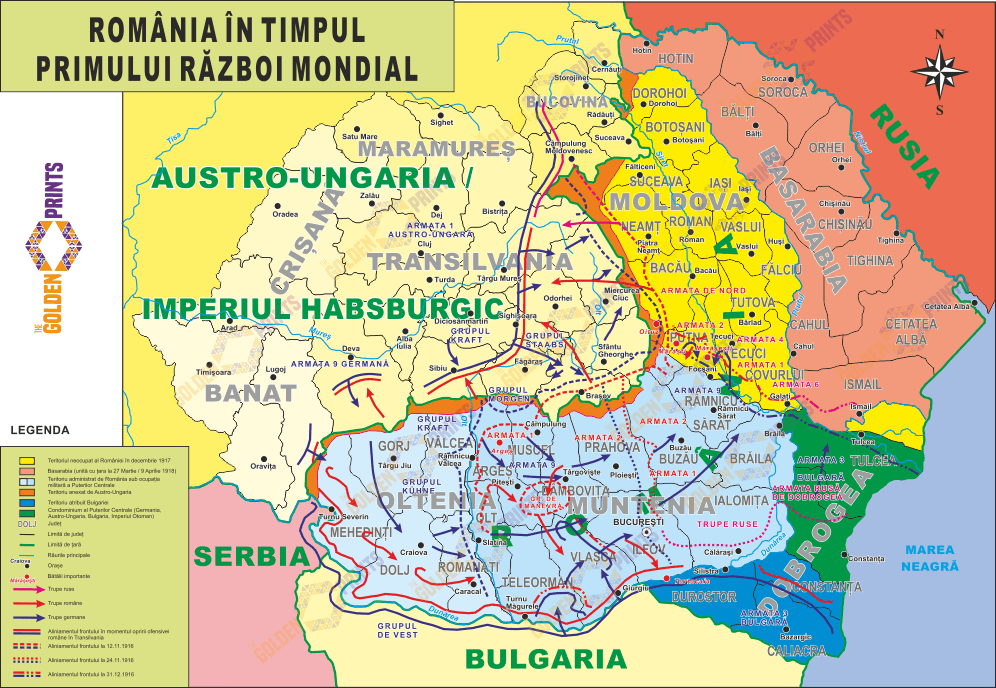 ROMÂNIA ÎN TIMPUL
PRIMULUI RĂZBOI MONDIAL
THE
GOLDEN
PRINTS
N
S
RUSIA
AUSTRO-UNGARIA /
IMPERIUL HABSBURGIC
SERBIA
BULGARIA
MAREA
NEAGRĂ
ROMÂNIA
BUCOVINA
MARAMUREȘ
CRIȘANA
TRANSILVANIA
BANAT
MOLDOVA
BASARABIA
OLTENIA
MUNTENIA
DOBROGEA
Prutul
Tisa
Mureș
Siret
Nistru
Prutul
Olt
Olt
Dunărea
Dunărea
Hotin
HOTIN
Cernăuți
Storojineț
Rădăuți
Suceava
Câmpulung
Moldovenesc
DOROHOI
Dorohoi
BOTOȘANI
Botoșani
Soroca
SOROCA
BĂLȚI
Bălți
ORHEI
Orhei
Chișinău
CHIȘINĂU
Tighina
TIGHINA
Cetatea Albă
CETATEA
ALBĂ
CAHUL
Cahul
ISMAIL
Ismail
Sighet
Satu Mare
Zalău
Oradea
Dej
Bistrița
ARMATA 1
AUSTRO-UNGARĂ
Cluj
Turda
Târgu Mureș
Odorhei
Miercurea
Ciuc
Diciosânmartin
Sighișoara
GRUPUL
KRAFT
GRUPUL
STAABS
Sfântu
Gheorghe
Alba
Iulia
Arad
Deva
ARMATA 9 GERMANĂ
Timișoara
Lugoj
Sibiu
Făgăraș
GRUPUL
MORGEN
Brașov
Oravița
Fălticeni
SUCEAVA
IAȘI
Iași
NEAMȚ
ROMAN
VASLUI
Piatra
Neamț
Roman
Vaslui
Huși
BACĂU
Bacău
FĂLCIU
ARMATA DE NORD
TUTOVA
Bârlad
Oituz
ARMATA 2
PUTNA
Tecuci
ARMATA 4
Mărăști
Mărășești
TECUCI
ARMATA 1
Focșani
COVURLUI
ARMATA 6
Galați
ARMATA 9
RÂMNICU
Râmnicu
Sărat
SĂRAT
Brăila
BRĂILA
Tulcea
TULCEA
ARMATA 3
BULGARĂ
ARMATA RUSĂ
DE DOBROGEA
Constanța
CONSTANȚA
GORJ
Târgu Jiu
GRUPUL
KRAFT
VÂLCEA
Râmnicu
Vâlcea
GRUPUL
KUHNE
ARMATA 1
Argeș
Câmpulung
MUSCEL
ARGEȘ
ARMATA 9
Pitești
Târgoviște
DÂMBOVIȚA
GR. DE
MANEVRĂ
ARMATA 2
PRAHOVA
Ploiești
ARMATA 2
Buzău
BUZĂU
ARMATA 1
IALOMIȚA
TRUPE RUSE
BUCUREȘTI
ILFOV
VLAȘCA
Călărași
Silistra
Turtucaia
DUROSTOR
ARMATA 3
BULGARĂ
Bazargic
CALIACRA
Turnu Severin
MEHEDINȚI
Craiova
DOLJ
OLT
Slatina
ROMANAȚI
Caracal
TELEORMAN
Turnu
Măgurele
Giurgiu
GRUPUL
DE VEST
LEGENDA
Teritoriul neocupat al României în decembrie 1917
Basarabia (unită cu țara le 27 Martie / 9 Aprilie 1918)
Teritoriu administrat de România sub ocupația
militară a Puterilor Centrale
Teritoriu anexat de Austro-Ungaria
Teritoriu atribuit Bulgariei
Condominium al Puterilor Centrale (Germania,
Austro-Ungaria, Bulgaria, Imperiul Otoman)
DOLJ Județ
Limită de județ
Limită de țară
Râurile principale
Craiova Orașe
Mărășești Bătălii importante
Trupe ruse
Trupe române
Trupe germane
Aliniamentul frontului în momentul opririi ofensivei
române în Transilvania
Aliniamentul frontului la 12.11.1916
Aliniamentul frontului la 24.11.1916
Aliniamentul frontului la 31.12.1916